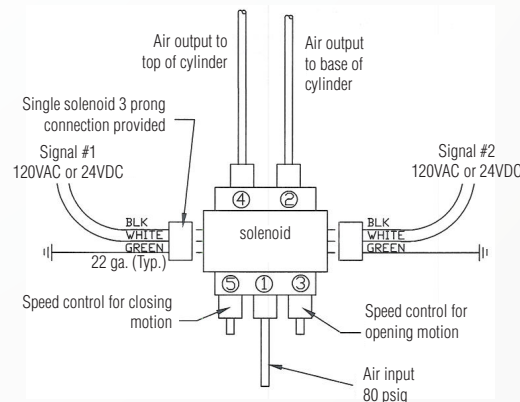 Air output to
top of cylinder
Air output
to base of
cylinder
Single solenoid 3 prong
connection provided
Signal #1
120VAC or 24VDC
Signal #2
120VAC or 24VDC
4
2
BLK
WHITE
GREEN
22 ga. (Typ.)
solenoid
BLK
WHITE
GREEN
5
1
3
Speed control for closing
motion
Speed control for
opening motion
Air input
80 psig